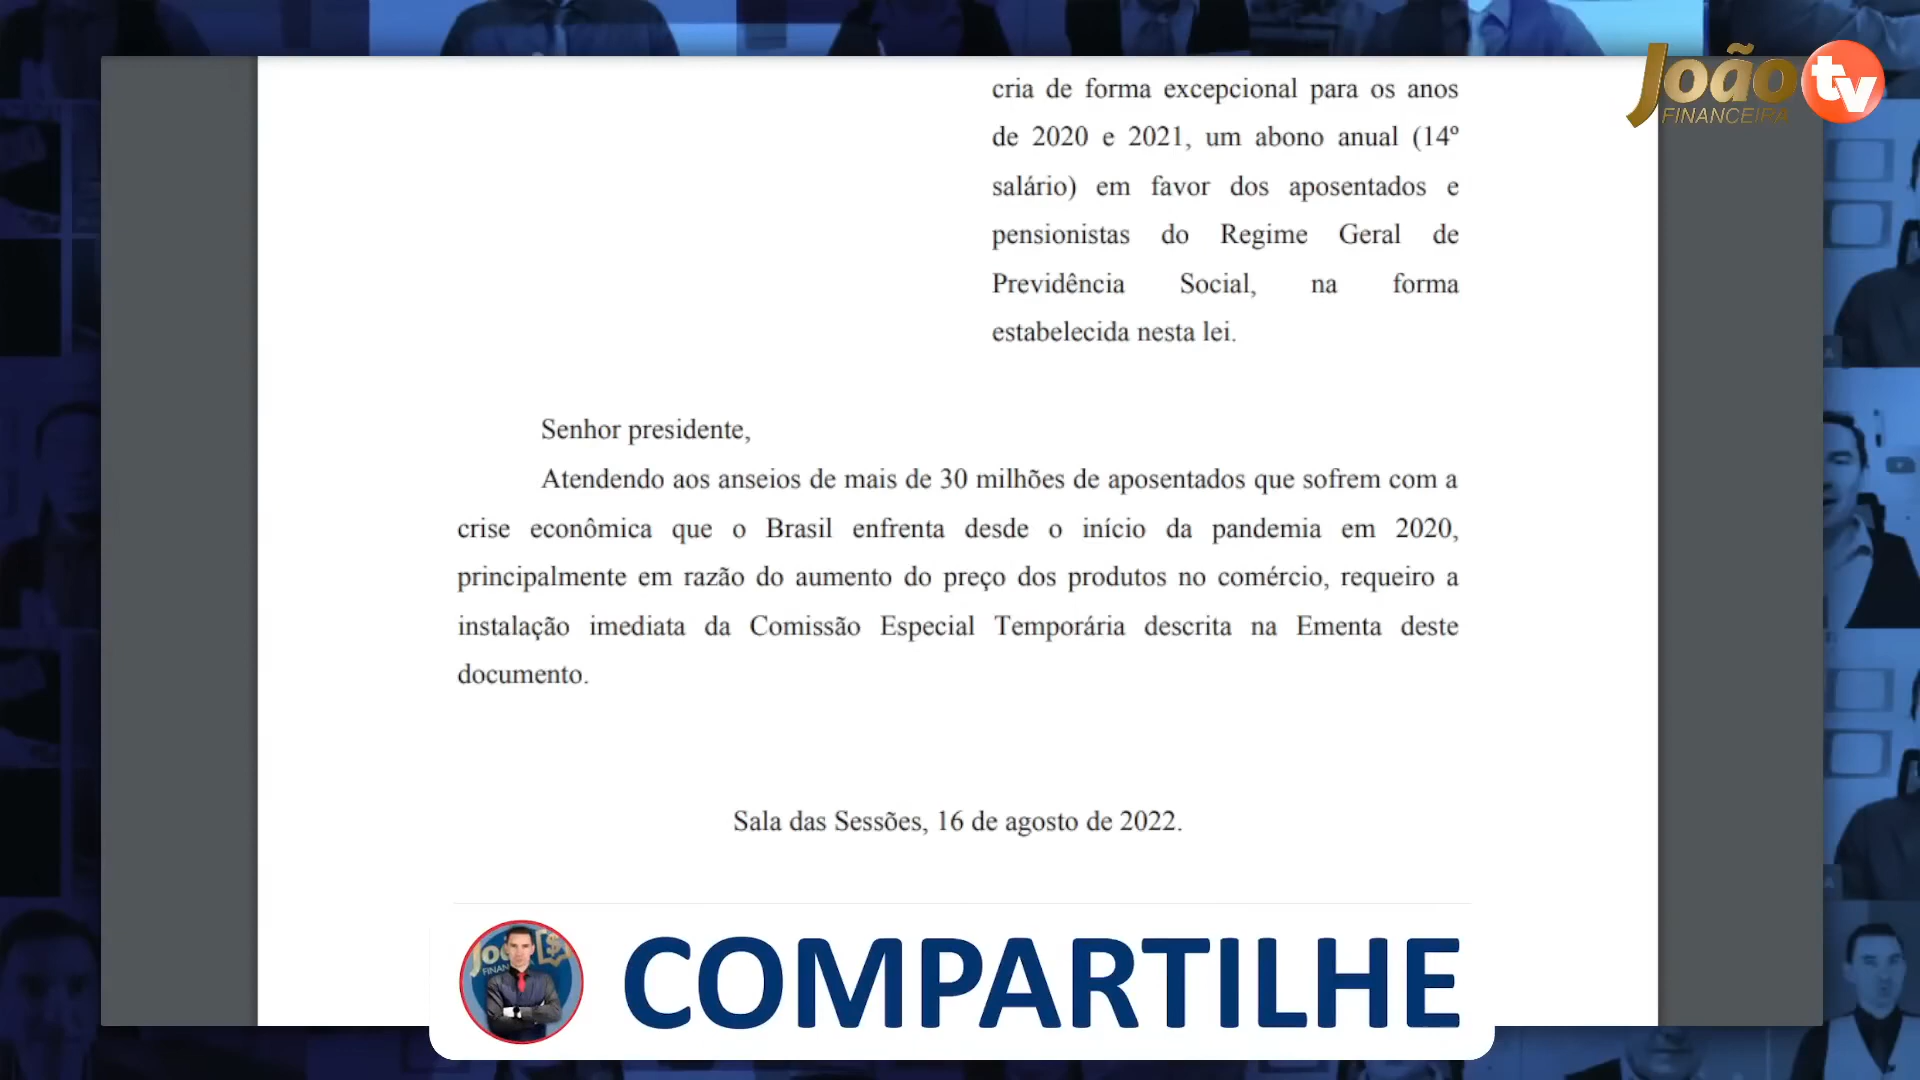 cria de forma excepcional para os anos
de 2020 e 2021, um abono anual (14º
salário) em favor dos aposentados e
pensionistas do Regime Geral de
Previdência Social, na forma
estabelecida nesta lei.
João
FINANCEIRA
tv
Senhor presidente,
Atendendo aos anseios de mais de 30 milhões de aposentados que sofrem com a
crise econômica que o Brasil enfrenta desde o início da pandemia em 2020,
principalmente em razão do aumento do preço dos produtos no comércio, requeiro a
instalação imediata da Comissão Especial Temporária descrita na Ementa deste
documento.
Sala das Sessões, 16 de agosto de 2022.
COMPARTILHE